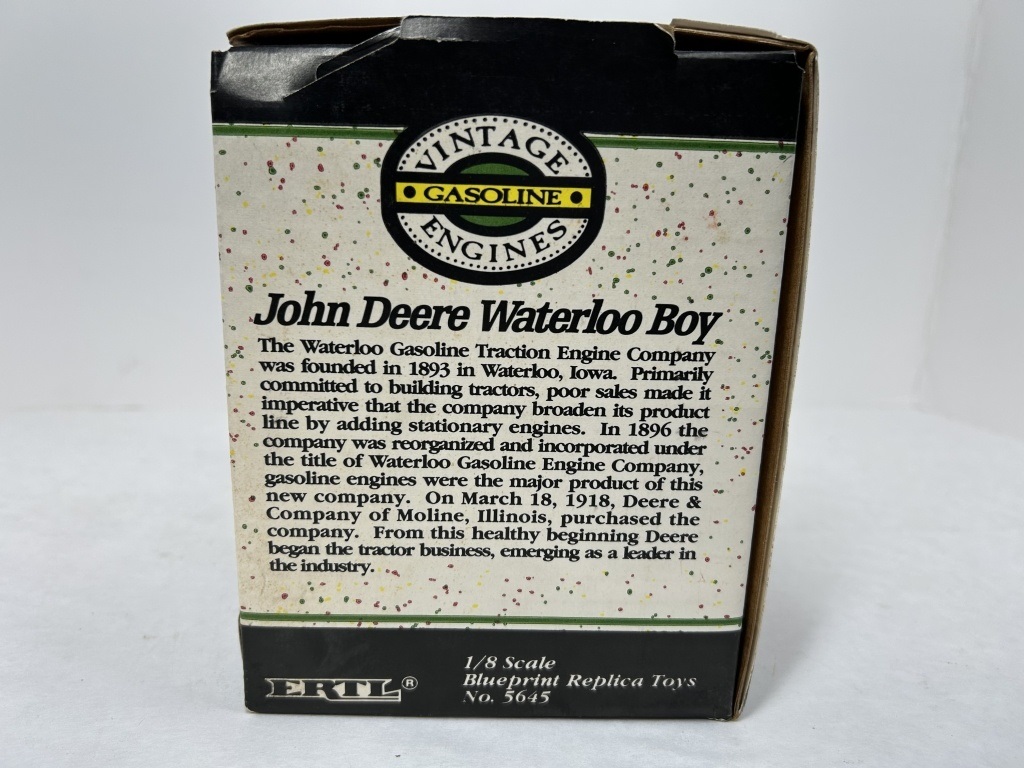 VINTAGE
GASOLINE
ENGINES
John Deere Waterloo Boy
The Waterloo Gasoline Traction Engine Company
was founded in 1893 in Waterloo, Iowa. Primarily
committed to building tractors, poor sales made it
imperative that the company broaden its product
line by adding stationary engines. In 1896 the
company was reorganized and incorporated under
the title of Waterloo Gasoline Engine Company,
gasoline engines were the major product of this
new company. On March 18, 1918, Deere &
Company of Moline, Illinois, purchased the
company. From this healthy beginning Deere
began the tractor business, emerging as a leader in
the industry.
ERTL®
1/8 Scale
Blueprint Replica Toys
No. 5645